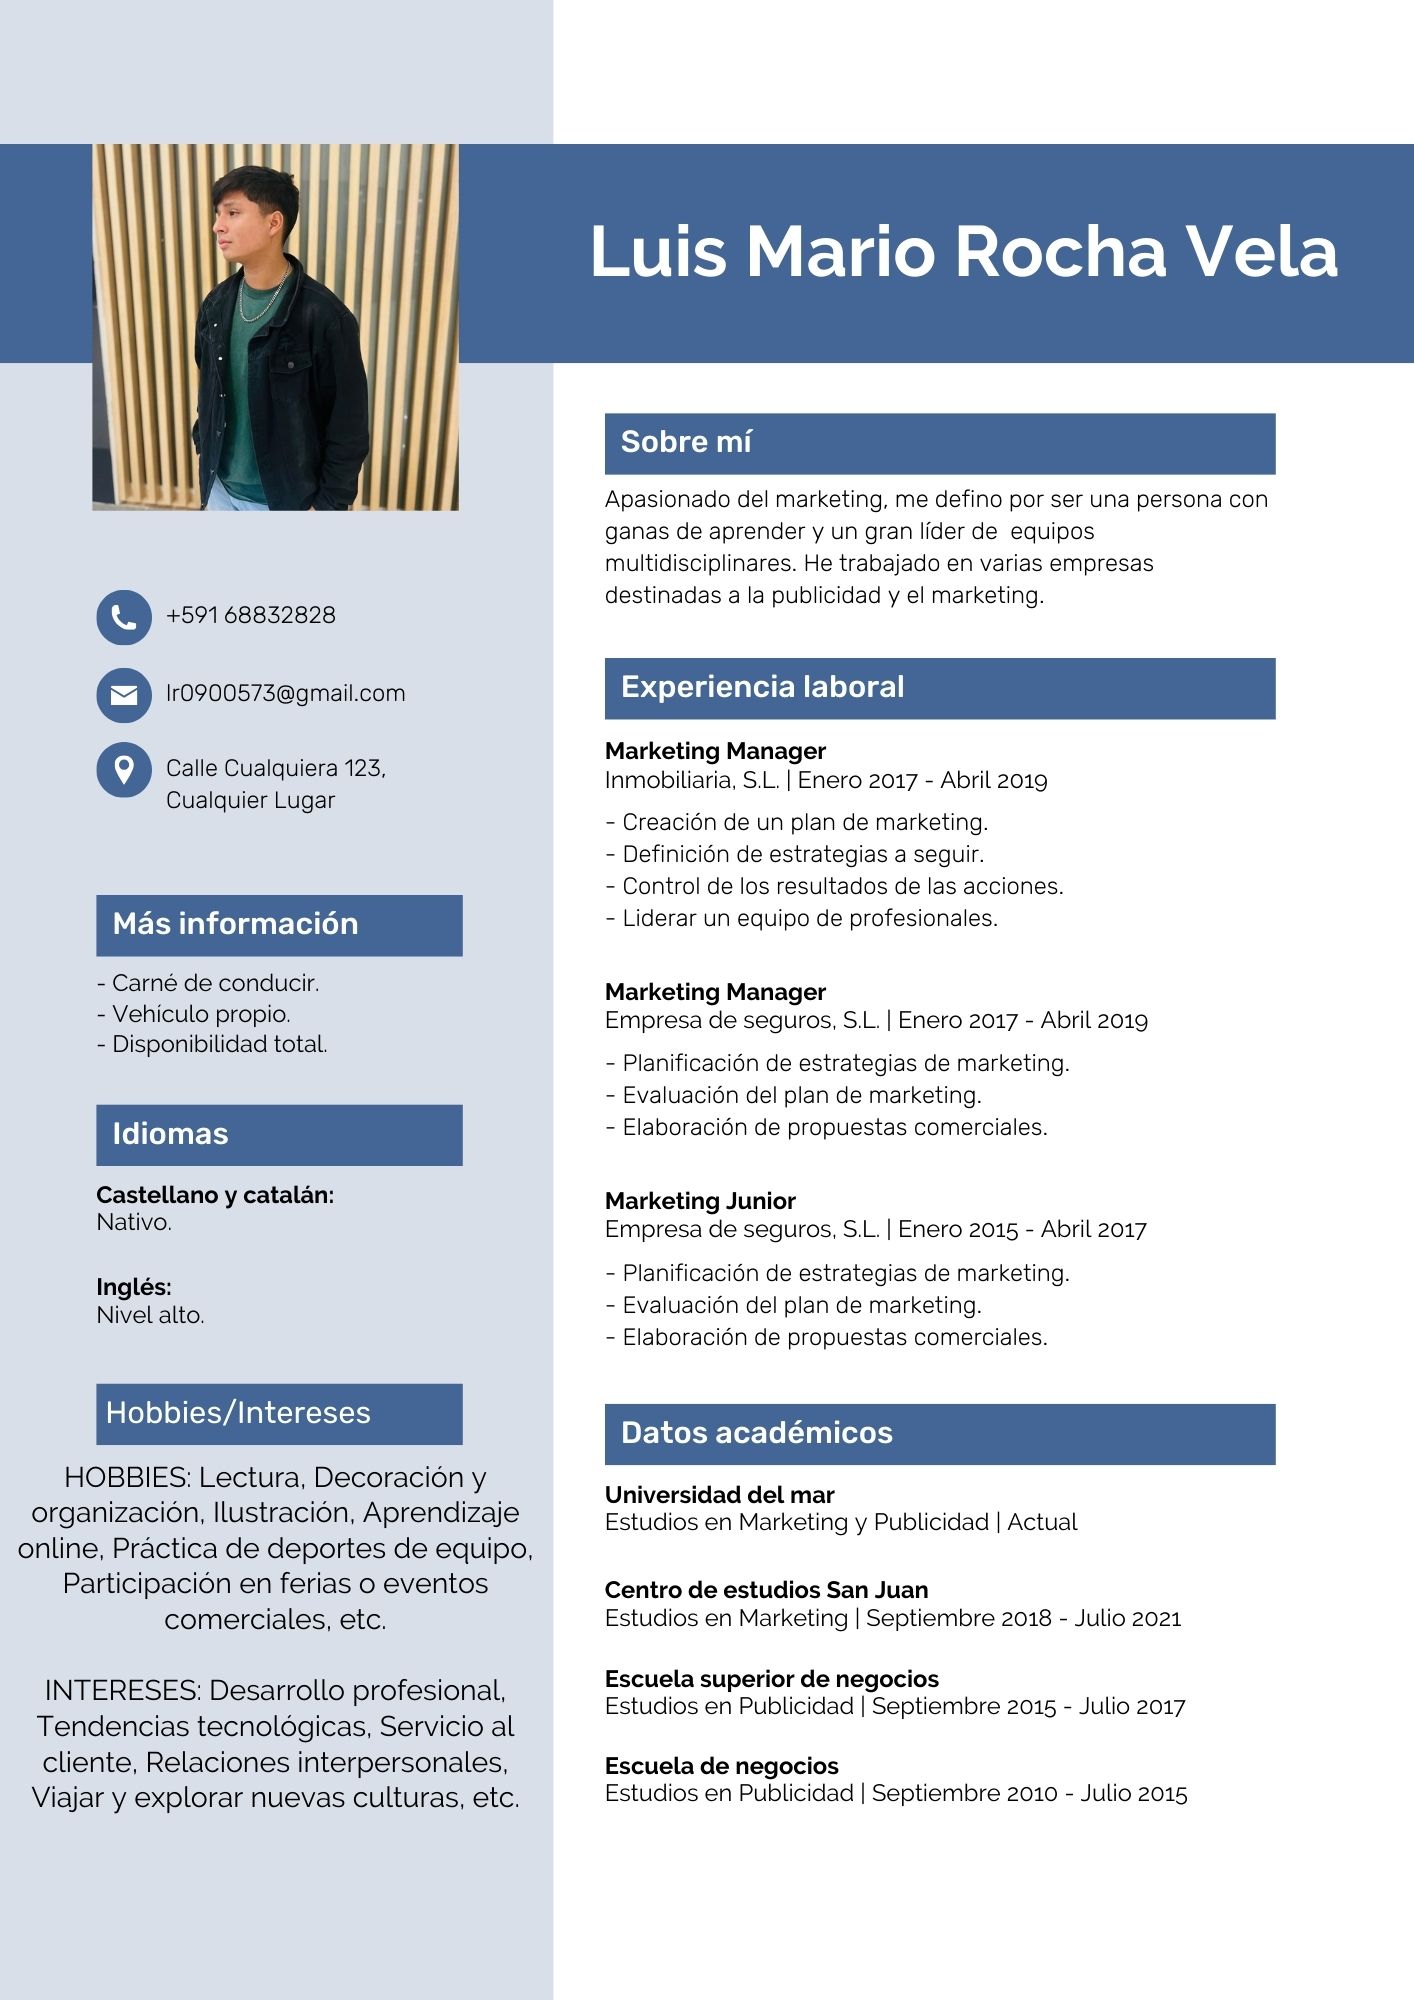 Luis Mario Rocha Vela
+591 68832828
lr0900573@gmail.com
Calle Cualquiera 123,
Cualquier Lugar
Más información
- Carné de conducir.
- Vehículo propio.
- Disponibilidad total.
Idiomas
Castellano y catalán:
Nativo.
Inglés:
Nivel alto.
Hobbies/Intereses
HOBBIES: Lectura, Decoración y
organización, Ilustración, Aprendizaje
online, Práctica de deportes de equipo,
Participación en ferias o eventos
comerciales, etc.
INTERESES: Desarrollo profesional,
Tendencias tecnológicas, Servicio al
cliente, Relaciones interpersonales,
Viajar y explorar nuevas culturas, etc.
Sobre mí
Apasionado del marketing, me defino por ser una persona con
ganas de aprender y un gran líder de  equipos
multidisciplinares. He trabajado en varias empresas
destinadas a la publicidad y el marketing.
Experiencia laboral
Marketing Manager
Inmobiliaria, S.L. | Enero 2017 - Abril 2019
- Creación de un plan de marketing.
- Definición de estrategias a seguir.
- Control de los resultados de las acciones.
- Liderar un equipo de profesionales.
Marketing Manager
Empresa de seguros, S.L. | Enero 2017 - Abril 2019
- Planificación de estrategias de marketing.
- Evaluación del plan de marketing.
- Elaboración de propuestas comerciales.
Marketing Junior
Empresa de seguros, S.L. | Enero 2015 - Abril 2017
- Planificación de estrategias de marketing.
- Evaluación del plan de marketing.
- Elaboración de propuestas comerciales.
Datos académicos
Universidad del mar
Estudios en Marketing y Publicidad | Actual
Centro de estudios San Juan
Estudios en Marketing | Septiembre 2018 - Julio 2021
Escuela superior de negocios
Estudios en Publicidad | Septiembre 2015 - Julio 2017
Escuela de negocios
Estudios en Publicidad | Septiembre 2010 - Julio 2015